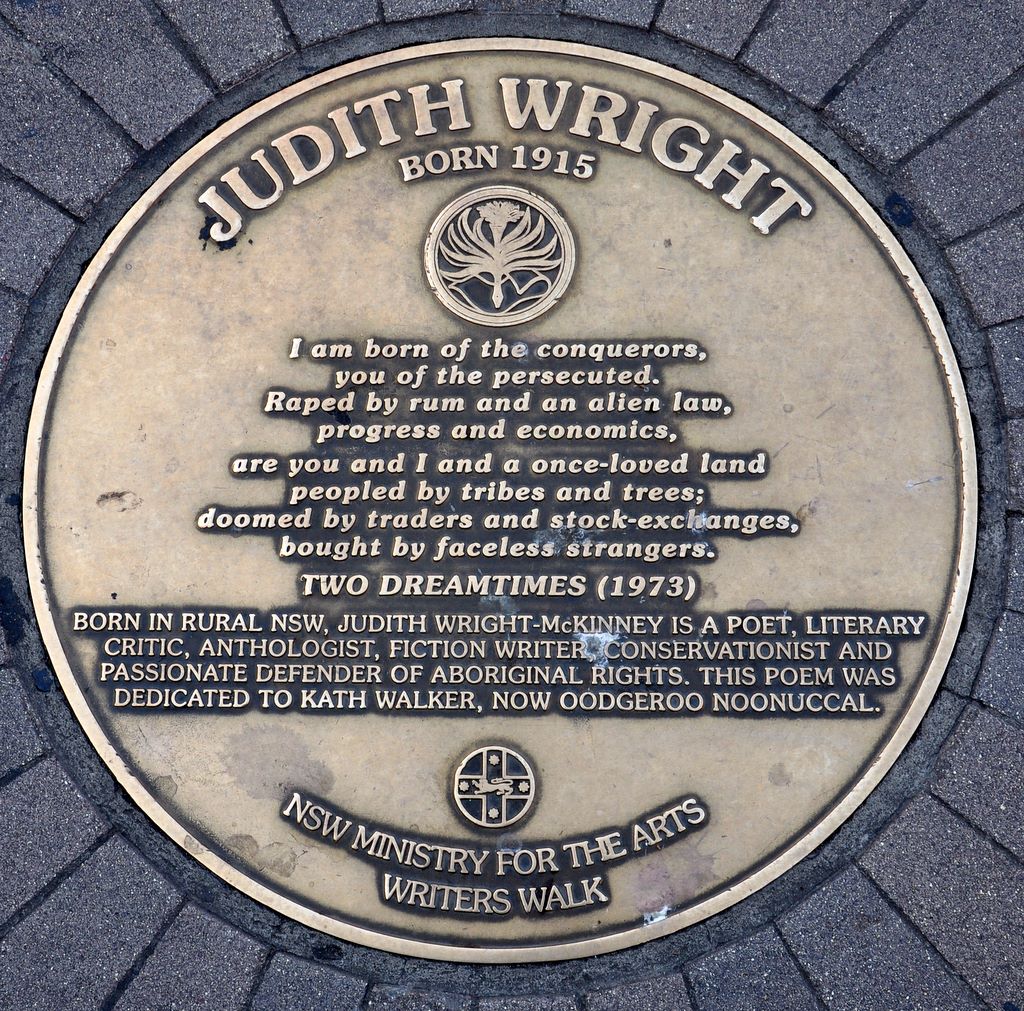 JUDITH WRIGHT
BORN 1915
I am born of the conquerors,
you of the persecuted.
Raped by rum and an alien law,
progress and economics,
are you and I and a once-loved land
peopled by tribes and trees;
doomed by traders and stock-exchanges,
bought by faceless strangers.
TWO DREAMTIMES (1973)
BORN IN RURAL NSW, JUDITH WRIGHT-McKINNEY IS A POET, LITERARY
CRITIC, ANTHOLOGIST, FICTION WRITER, CONSERVATIONIST AND
PASSIONATE DEFENDER OF ABORIGINAL RIGHTS. THIS POEM WAS
DEDICATED TO KATH WALKER, NOW OODGEROO NOONUCCAL.
NSW MINISTRY FOR THE ARTS
WRITERS WALK